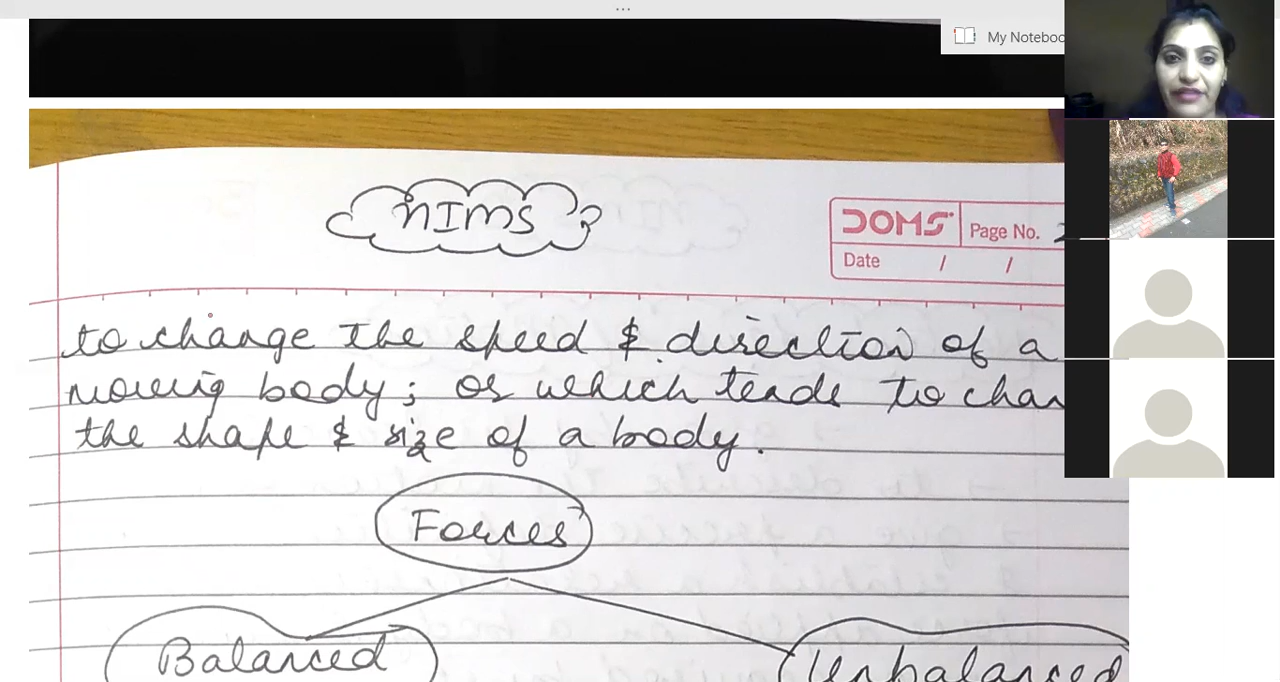 My Noteboo
NIMS
DOMS
Page No.
Date / /
to change the speed & direction of a
moving body; or which tends to chan
the shape & size of a body.
Forces
Balanced
Unbalanced